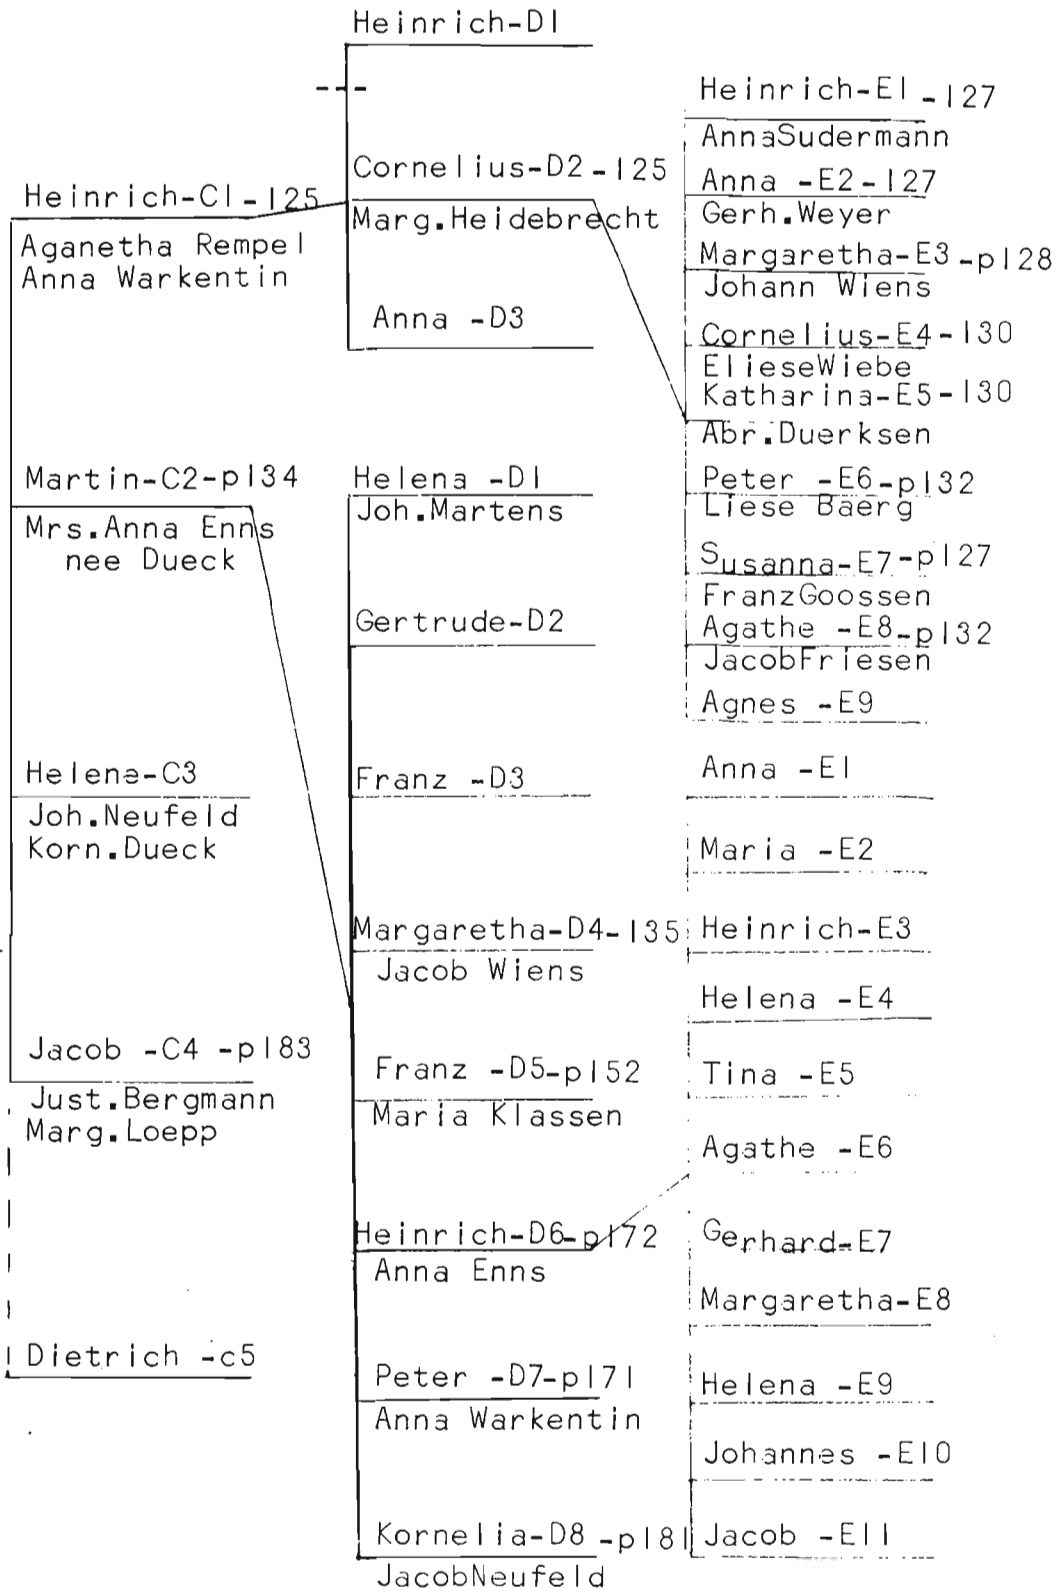 Heinrich-C1-125
Aganetha Rempel
Anna Warkentin
Martin-C2-p134
Mrs.Anna Enns
nee Dueck
Helena-C3
Joh.Neufeld
Korn.Dueck
Jacob -C4 -p183
Just.Bergmann
Marg.Loepp
Dietrich -c5
Heinrich-D1
Cornelius-D2-125
Marg.Heidebrecht
Anna -D3
Helena -D1
Joh.Martens
Gertrude-D2
Franz -D3
Margaretha-D4-135
Jacob Wiens
Franz -D5-p152
Maria Klassen
Heinrich-D6-p172
Anna Enns
Peter -D7-p171
Anna Warkentin
Kornelia-D8 -p181
JacobNeufeld
Heinrich-E1 -127
AnnaSudermann
Anna -E2-127
Gerh.Weyer
Margaretha-E3 -p128
Johann Wiens
Cornelius-E4-130
ElieseWiebe
Katharina-E5-130
Abr.Duerksen
Peter -E6-p132
Liese Baerg
Susanna-E7-p127
FranzGoossen
Agathe -E8-p132
JacobFriesen
Agnes -E9
Anna -E1
Maria -E2
Heinrich-E3
Helena -E4
Tina -E5
Agathe -E6
Gerhard-E7
Margaretha-E8
Helena -E9
Johannes -E10
Jacob -E11